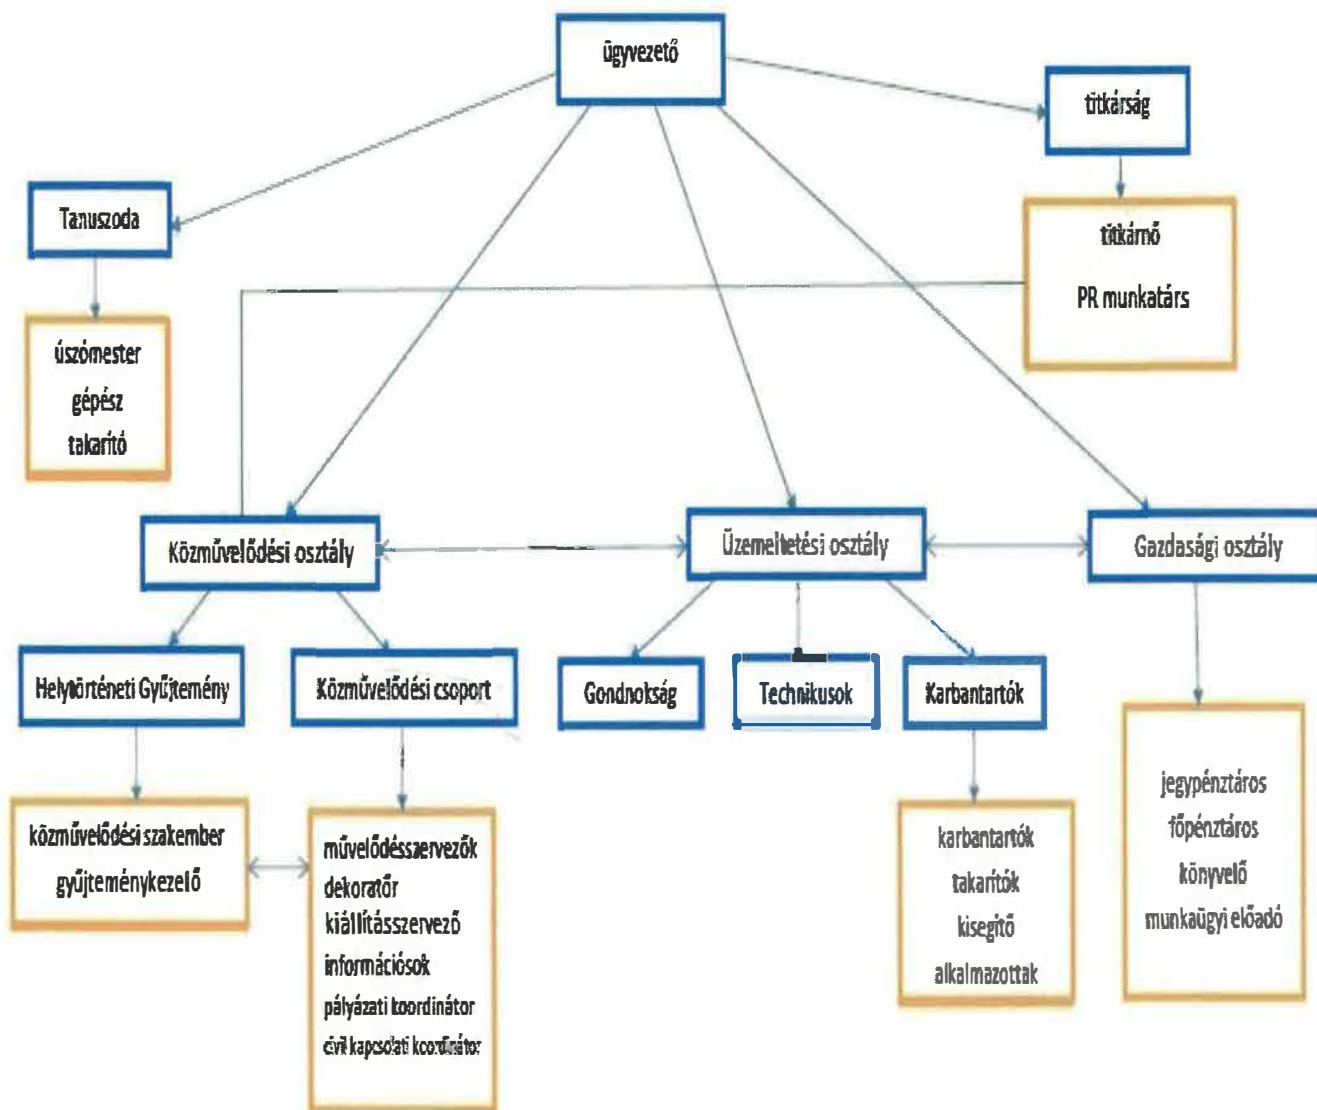 ügyvezető
titkárság
Tanuszoda
titkárnő
PR munkatárs
úszómester
gépész
takarító
Közművelődési osztály
Üzemeltetési osztály
Gazdasági osztály
Helytörténeti Gyűjtemény
Közművelődési csoport
Gondnokság
Technikusok
Karbantartók
közművelődési szakember
gyűjteménykezelő
művelődésszervezők
dekoratőr
kiállításszervező
információsok
pályázati koordinátor
civil kapcsolati koordinátor
karbantartók
takarítók
kisegítő
alkalmazottak
jegypénztáros
főpénztáros
könyvelő
munkaügyi előadó